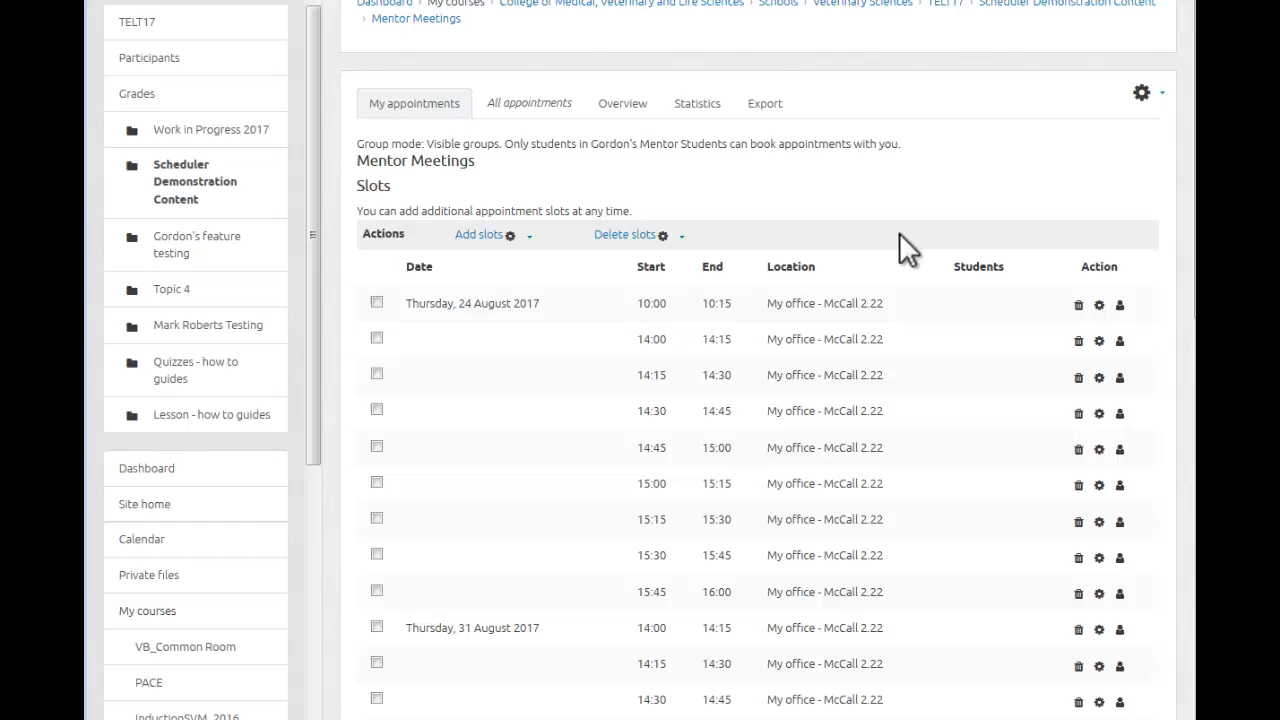 TELT17
Participants
Grades
Work in Progress 2017
Scheduler
Demonstration
Content
Gordon's feature
testing
Topic 4
Mark Roberts Testing
Quizzes - how to
guides
Lesson - how to guides
Dashboard
Site home
Calendar
Private files
My courses
VB_Common Room
PACE
InductionSVM_2016
Dashboard › My courses › College of Medical, Veterinary and Life Sciences › Schools › Veterinary Sciences › TELT17 › Scheduler Demonstration Content
› Mentor Meetings
My appointments All appointments Overview Statistics Export
Group mode: Visible groups. Only students in Gordon's Mentor Students can book appointments with you.
Mentor Meetings
Slots
You can add additional appointment slots at any time.
Actions Add slots Delete slots
Date Start End Location Students Action
Thursday, 24 August 2017 10:00 10:15 My office - McCall 2.22
14:00 14:15 My office - McCall 2.22
14:15 14:30 My office - McCall 2.22
14:30 14:45 My office - McCall 2.22
14:45 15:00 My office - McCall 2.22
15:00 15:15 My office - McCall 2.22
15:15 15:30 My office - McCall 2.22
15:30 15:45 My office - McCall 2.22
15:45 16:00 My office - McCall 2.22
Thursday, 31 August 2017 14:00 14:15 My office - McCall 2.22
14:15 14:30 My office - McCall 2.22
14:30 14:45 My office - McCall 2.22